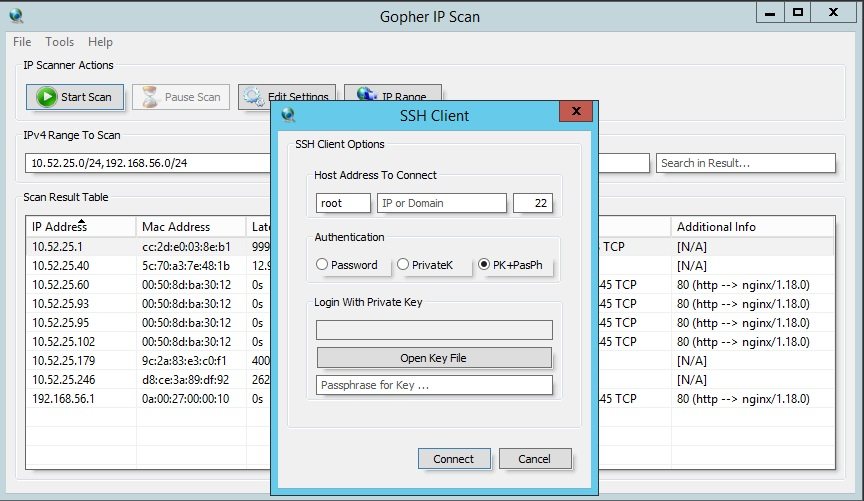 Gopher IP Scan
File Tools Help
IP Scanner Actions
Start Scan Pause Scan Edit Settings IP Range
IPv4 Range To Scan
10.52.25.0/24,192.168.56.0/24 Search in Result...
Scan Result Table
IP Address Mac Address Late Additional Info
10.52.25.1 cc:2d:e0:03:8e:b1 999 TCP [N/A]
10.52.25.40 5c:70:a3:7e:48:1b 12.9 [N/A]
10.52.25.60 00:50:8d:ba:30:12 0s 45 TCP 80 (http --> nginx/1.18.0)
10.52.25.93 00:50:8d:ba:30:12 0s 45 TCP 80 (http --> nginx/1.18.0)
10.52.25.95 00:50:8d:ba:30:12 0s 45 TCP 80 (http --> nginx/1.18.0)
10.52.25.102 00:50:8d:ba:30:12 0s 45 TCP 80 (http --> nginx/1.18.0)
10.52.25.179 9c:2a:83:e3:c0:f1 400 [N/A]
10.52.25.246 d8:ce:3a:89:df:92 262 [N/A]
192.168.56.1 0a:00:27:00:00:10 0s 45 TCP 80 (http --> nginx/1.18.0)
SSH Client
SSH Client Options
Host Address To Connect
root IP or Domain 22
Authentication
Password PrivateK PK+PasPh
Login With Private Key
Open Key File
Passphrase for Key ...
Connect Cancel